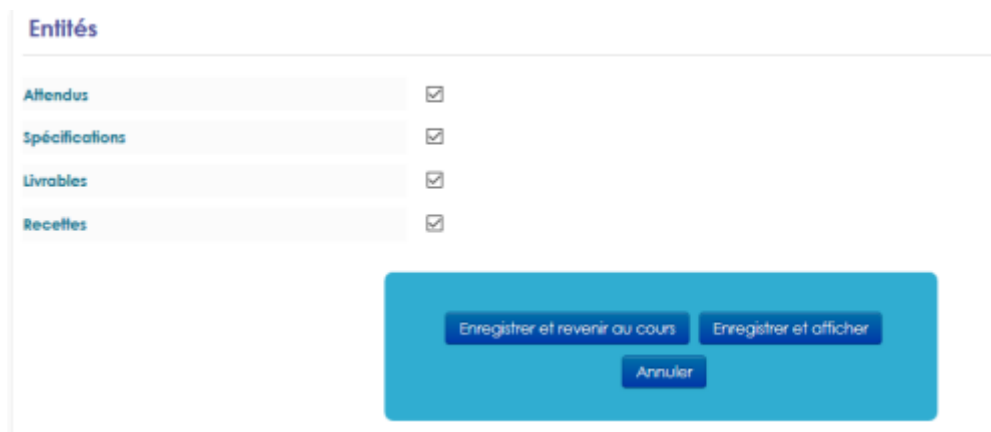 Entités
Attendus
Spécifications
Livrables
Recettes
Enregistrer et revenir au cours Enregistrer et afficher
Annuler